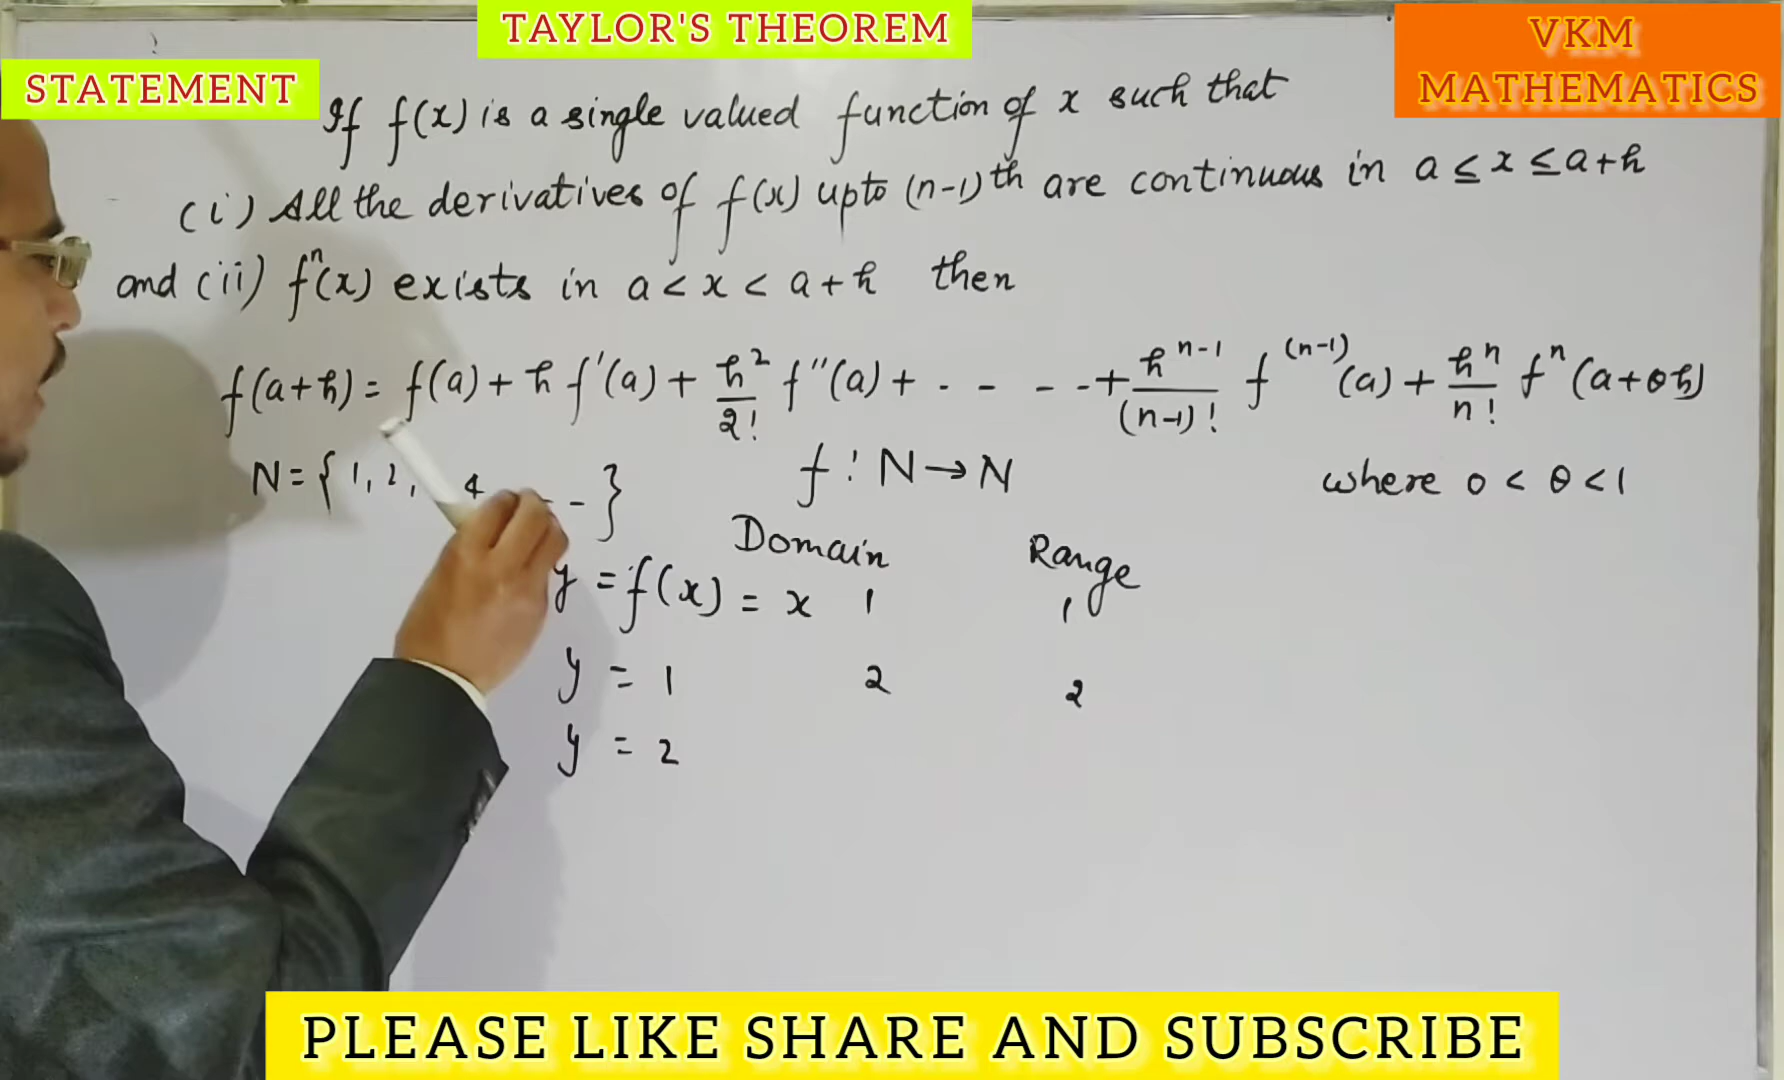 TAYLOR'S THEOREM
VKM
MATHEMATICS
STATEMENT
If f(x) is a single valued function of x such that
(i) All the derivatives of f(x) upto (n-1)th are continuous in a ≤ x ≤ a+h
and (ii) fⁿ(x) exists in a < x < a+h then
f(a+h) = f(a) + h f'(a) + h²/2! f''(a) + . - - - - + hⁿ⁻¹/(n-1)! f⁽ⁿ⁻¹⁾(a) + hⁿ/n! fⁿ(a+θh)
N = { 1, 2, 4 - - }
f : N → N
where 0 < θ < 1
Domain Range
y = f(x) = x 1 1
y = 1 2 2
y = 2
PLEASE LIKE SHARE AND SUBSCRIBE